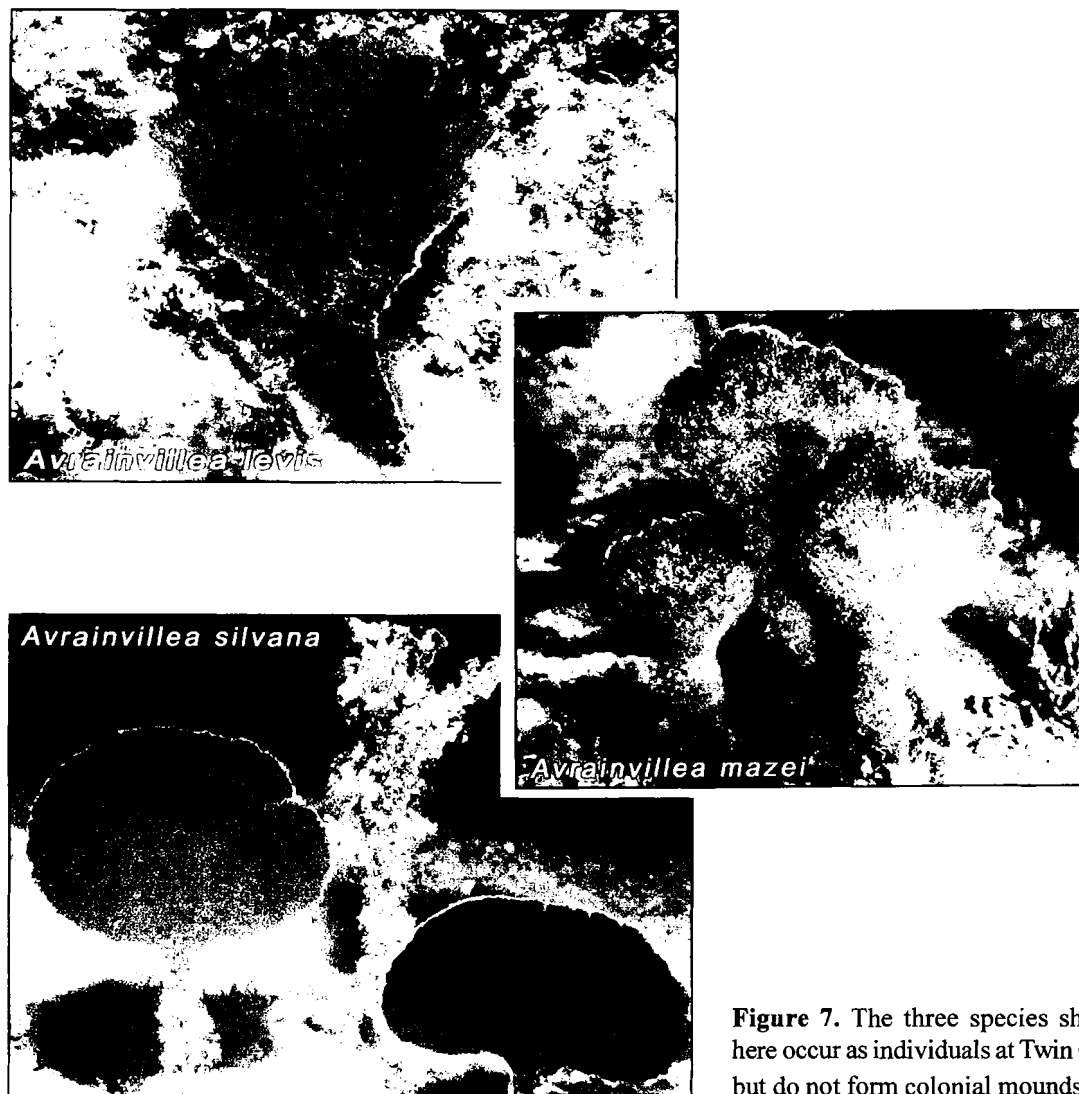 Avrainvillea levis
Avrainvillea mazei
Avrainvillea silvana
Figure 7. The three species sh
here occur as individuals at Twin
but do not form colonial mounds